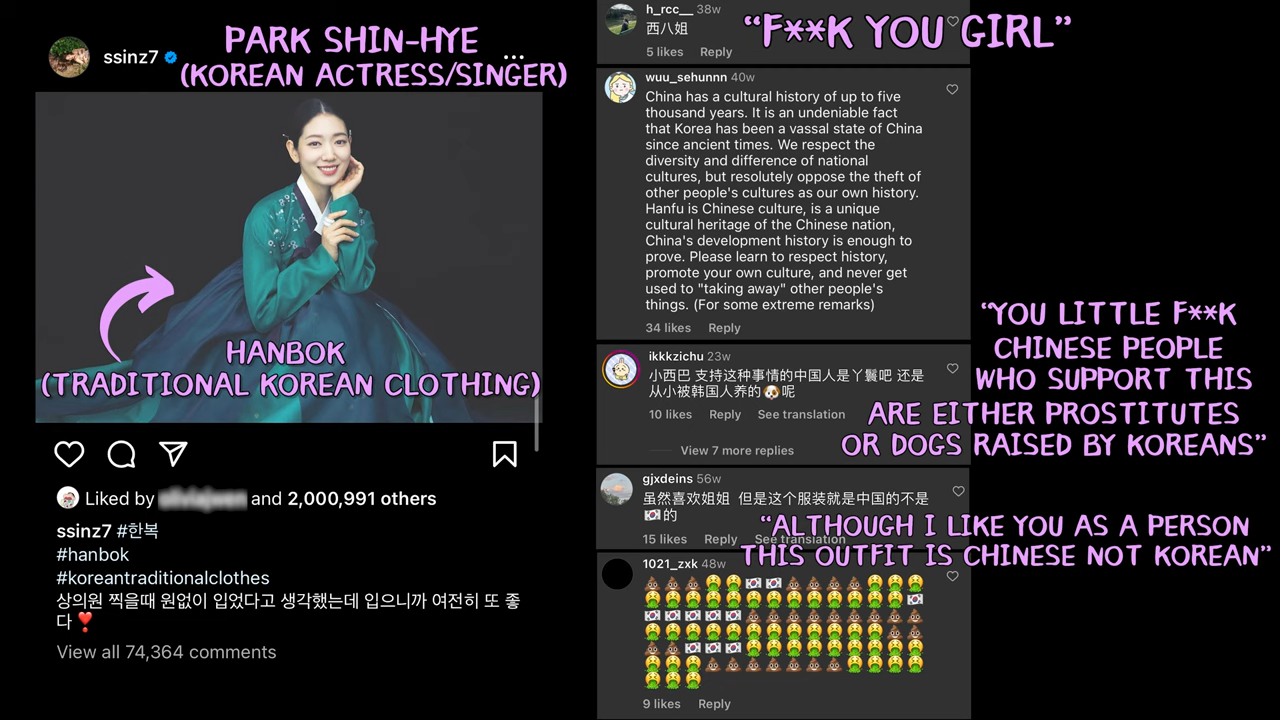 ssinz7
PARK SHIN-HYE
(KOREAN ACTRESS/SINGER)
HANBOK
(TRADITIONAL KOREAN CLOTHING)
Liked by and 2,000,991 others
ssinz7 #한복
#hanbok
#koreantraditionalclothes
상의원 찍을때 원없이 입었다고 생각했는데 입으니까 여전히 또 좋
다❣️
View all 74,364 comments
h_rcc__ 38w
西八姐
5 likes Reply
“F**K YOU GIRL”
wuu_sehunnn 40w
China has a cultural history of up to five
thousand years. It is an undeniable fact
that Korea has been a vassal state of China
since ancient times. We respect the
diversity and difference of national
cultures, but resolutely oppose the theft of
other people's cultures as our own history.
Hanfu is Chinese culture, is a unique
cultural heritage of the Chinese nation,
China's development history is enough to
prove. Please learn to respect history,
promote your own culture, and never get
used to "taking away" other people's
things. (For some extreme remarks)
34 likes Reply
ikkkzichu 23w
小西巴 支持这种事情的中国人是丫鬟吧 还是
从小被韩国人养的🐶呢
10 likes Reply See translation
View 7 more replies
“YOU LITTLE F**K
CHINESE PEOPLE
WHO SUPPORT THIS
ARE EITHER PROSTITUTES
OR DOGS RAISED BY KOREANS”
gjxdeins 56w
虽然喜欢姐姐 但是这个服装就是中国的不是
🇰🇷的
15 likes Reply See translation
“ALTHOUGH I LIKE YOU AS A PERSON
THIS OUTFIT IS CHINESE NOT KOREAN”
1021_zxk 48w
9 likes Reply